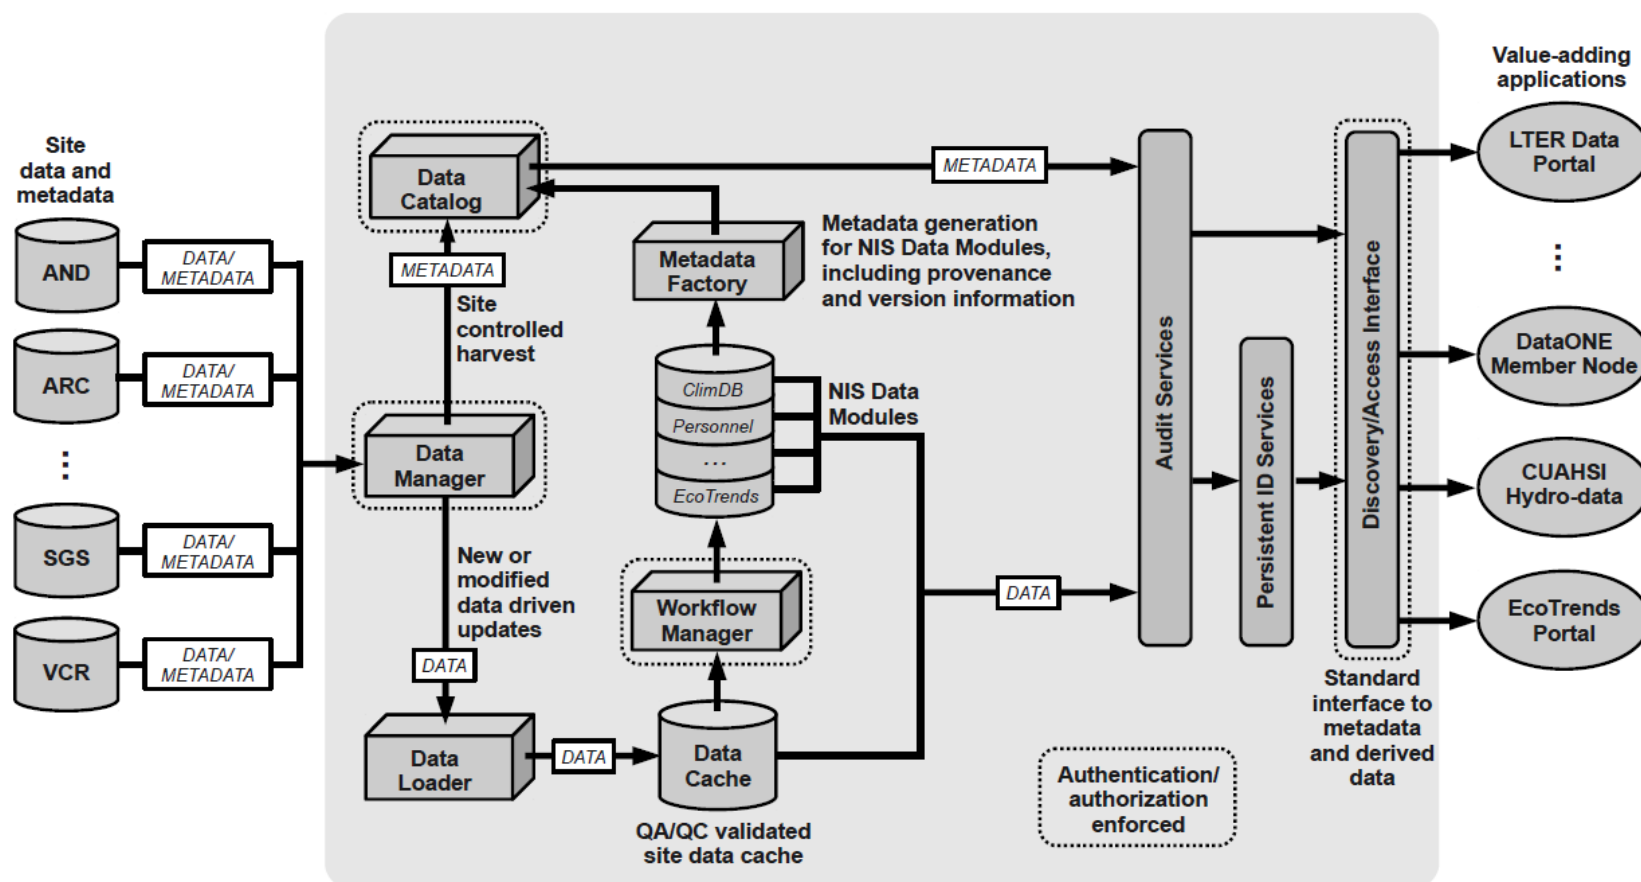 Site
data and
metadata
AND
DATA/
METADATA
ARC
DATA/
METADATA
...
SGS
DATA/
METADATA
VCR
DATA/
METADATA
Data
Catalog
METADATA
Site
controlled
harvest
Data
Manager
New or
modified
data driven
updates
DATA
Data
Loader
DATA
METADATA
Metadata
Factory
Metadata generation
for NIS Data Modules,
including provenance
and version information
ClimDB
Personnel
...
EcoTrends
NIS Data
Modules
Workflow
Manager
Data
Cache
QA/QC validated
site data cache
DATA
Audit Services
Persistent ID Services
Discovery/Access Interface
Standard
interface to
metadata
and derived
data
Authentication/
authorization
enforced
Value-adding
applications
LTER Data
Portal
...
DataONE
Member Node
CUAHSI
Hydro-data
EcoTrends
Portal